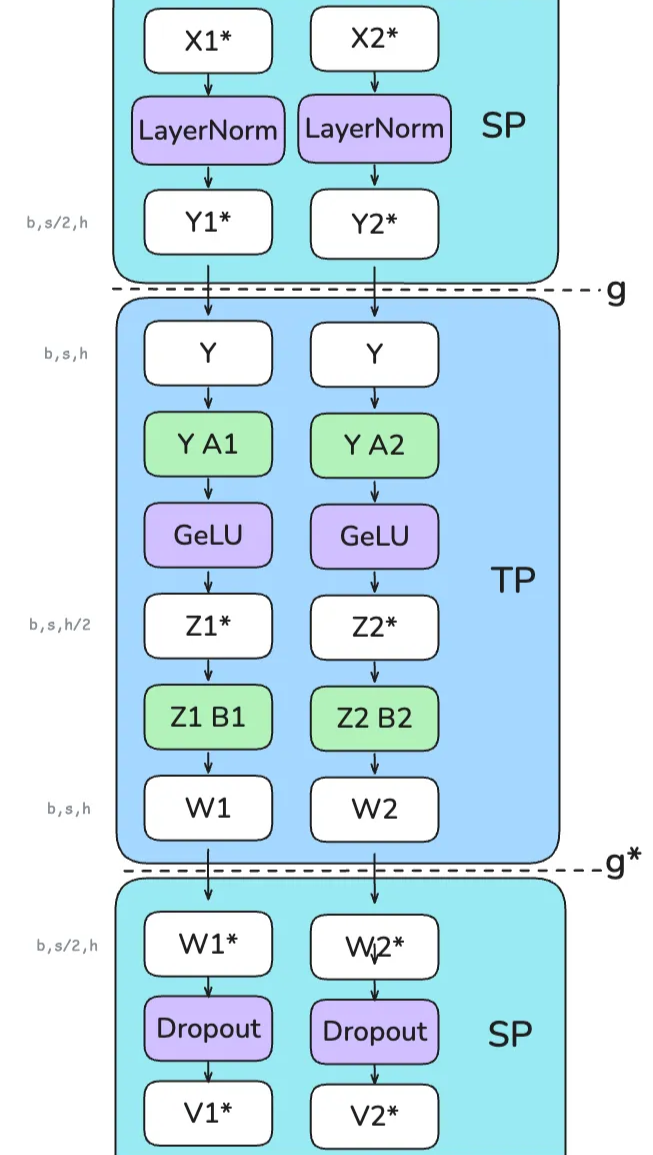 X1* X2*
LayerNorm LayerNorm SP
b,s/2,h Y1* Y2*
g
b,s,h Y Y
Y A1 Y A2
GeLU GeLU
TP
b,s,h/2 Z1* Z2*
Z1 B1 Z2 B2
b,s,h W1 W2
g*
b,s/2,h W1* W2*
Dropout Dropout SP
V1* V2*